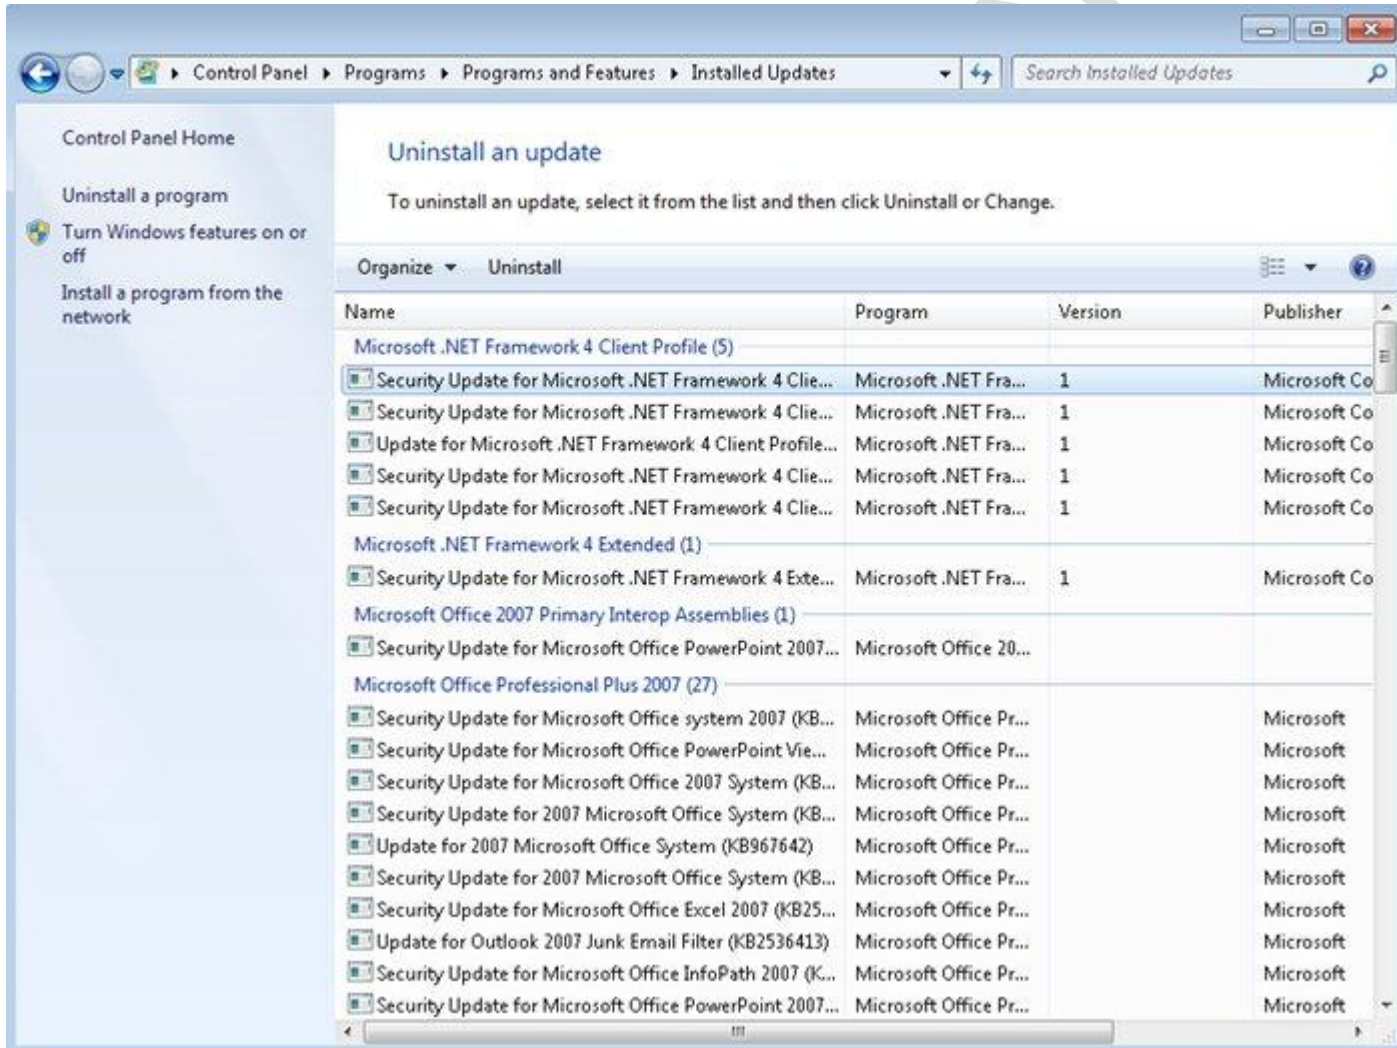 Control Panel
Programs
Programs and Features
Installed Updates
Search Installed Updates
Control Panel Home
Uninstall a program
Turn Windows features on or
off
Install a program from the
network
Uninstall an update
To uninstall an update, select it from the list and then click Uninstall or Change.
Organize Uninstall
Name Program Version Publisher
Microsoft .NET Framework 4 Client Profile (5)
Security Update for Microsoft .NET Framework 4 Clie... Microsoft .NET Fra... 1 Microsoft Co
Security Update for Microsoft .NET Framework 4 Clie... Microsoft .NET Fra... 1 Microsoft Co
Update for Microsoft .NET Framework 4 Client Profile... Microsoft .NET Fra... 1 Microsoft Co
Security Update for Microsoft .NET Framework 4 Clie... Microsoft .NET Fra... 1 Microsoft Co
Security Update for Microsoft .NET Framework 4 Clie... Microsoft .NET Fra... 1 Microsoft Co
Microsoft .NET Framework 4 Extended (1)
Security Update for Microsoft .NET Framework 4 Exte... Microsoft .NET Fra... 1 Microsoft Co
Microsoft Office 2007 Primary Interop Assemblies (1)
Security Update for Microsoft Office PowerPoint 2007... Microsoft Office 20...
Microsoft Office Professional Plus 2007 (27)
Security Update for Microsoft Office system 2007 (KB... Microsoft Office Pr... Microsoft
Security Update for Microsoft Office PowerPoint Vie... Microsoft Office Pr... Microsoft
Security Update for Microsoft Office 2007 System (KB... Microsoft Office Pr... Microsoft
Security Update for 2007 Microsoft Office System (KB... Microsoft Office Pr... Microsoft
Update for 2007 Microsoft Office System (KB967642) Microsoft Office Pr... Microsoft
Security Update for 2007 Microsoft Office System (KB... Microsoft Office Pr... Microsoft
Security Update for Microsoft Office Excel 2007 (KB25... Microsoft Office Pr... Microsoft
Update for Outlook 2007 Junk Email Filter (KB2536413) Microsoft Office Pr... Microsoft
Security Update for Microsoft Office InfoPath 2007 (K... Microsoft Office Pr... Microsoft
Security Update for Microsoft Office PowerPoint 2007... Microsoft Office Pr... Microsoft